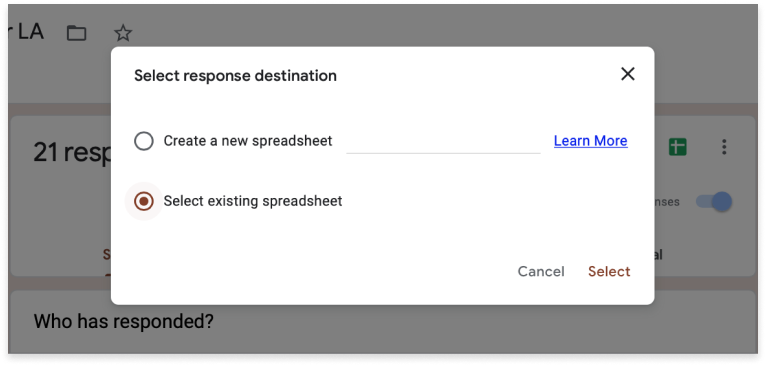 LA
Select response destination
21 resp
Create a new spreadsheet
Learn More
nses
Select existing spreadsheet
S
al
Cancel
Select
Who has responded?